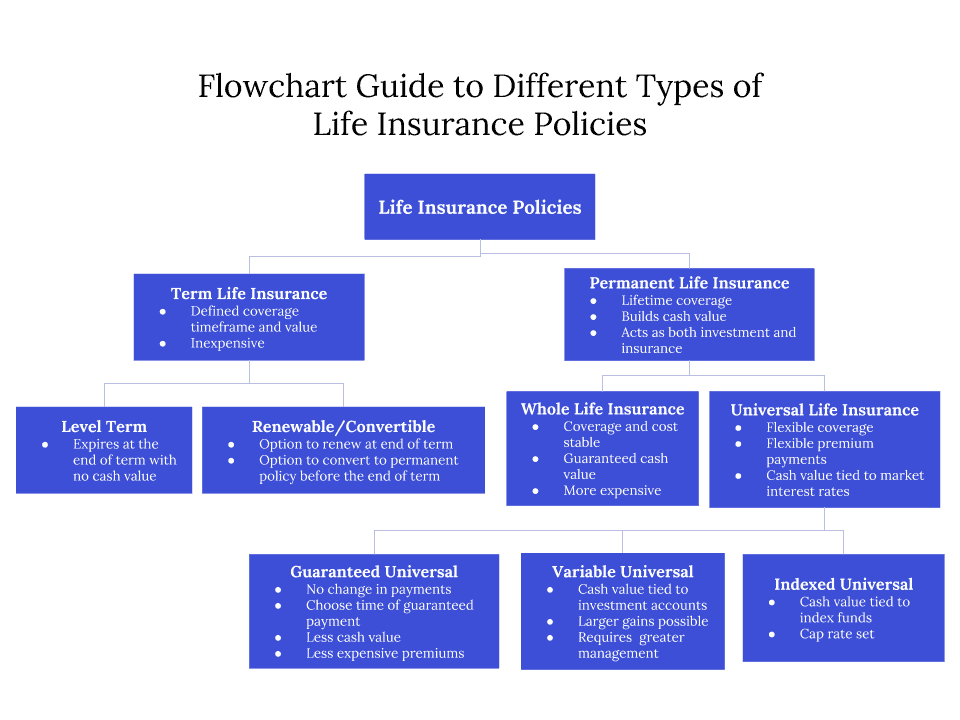 Flowchart Guide to Different Types of
Life Insurance Policies
Life Insurance Policies
Term Life Insurance
● Defined coverage
timeframe and value
● Inexpensive
Permanent Life Insurance
● Lifetime coverage
● Builds cash value
● Acts as both investment and
insurance
Level Term
● Expires at the
end of term with
no cash value
Renewable/Convertible
● Option to renew at end of term
● Option to convert to permanent
policy before the end of term
Whole Life Insurance
● Coverage and cost
stable
● Guaranteed cash
value
● More expensive
Universal Life Insurance
● Flexible coverage
● Flexible premium
payments
● Cash value tied to market
interest rates
Guaranteed Universal
● No change in payments
● Choose time of guaranteed
payment
● Less cash value
● Less expensive premiums
Variable Universal
● Cash value tied to
investment accounts
● Larger gains possible
● Requires greater
management
Indexed Universal
● Cash value tied to
index funds
● Cap rate set